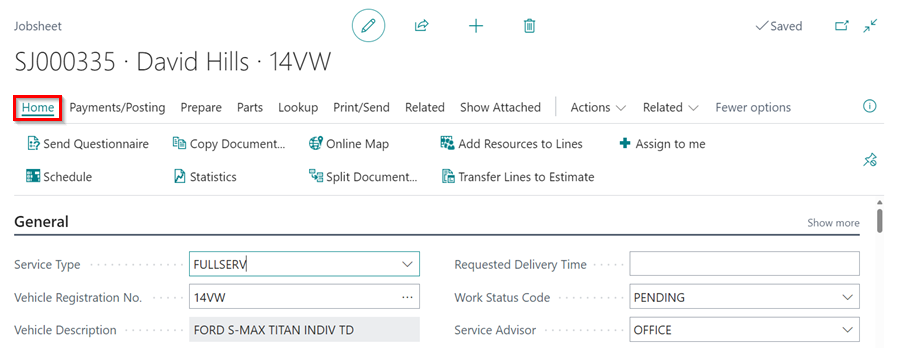 Jobsheet
Saved
SJ000335 · David Hills · 14VW
Home Payments/Posting Prepare Parts Lookup Print/Send Related Show Attached Actions Related Fewer options
Send Questionnaire Copy Document... Online Map Add Resources to Lines Assign to me
Schedule Statistics Split Document... Transfer Lines to Estimate
General Show more
Service Type FULLSERV Requested Delivery Time
Vehicle Registration No. 14VW Work Status Code PENDING
Vehicle Description FORD S-MAX TITAN INDIV TD Service Advisor OFFICE